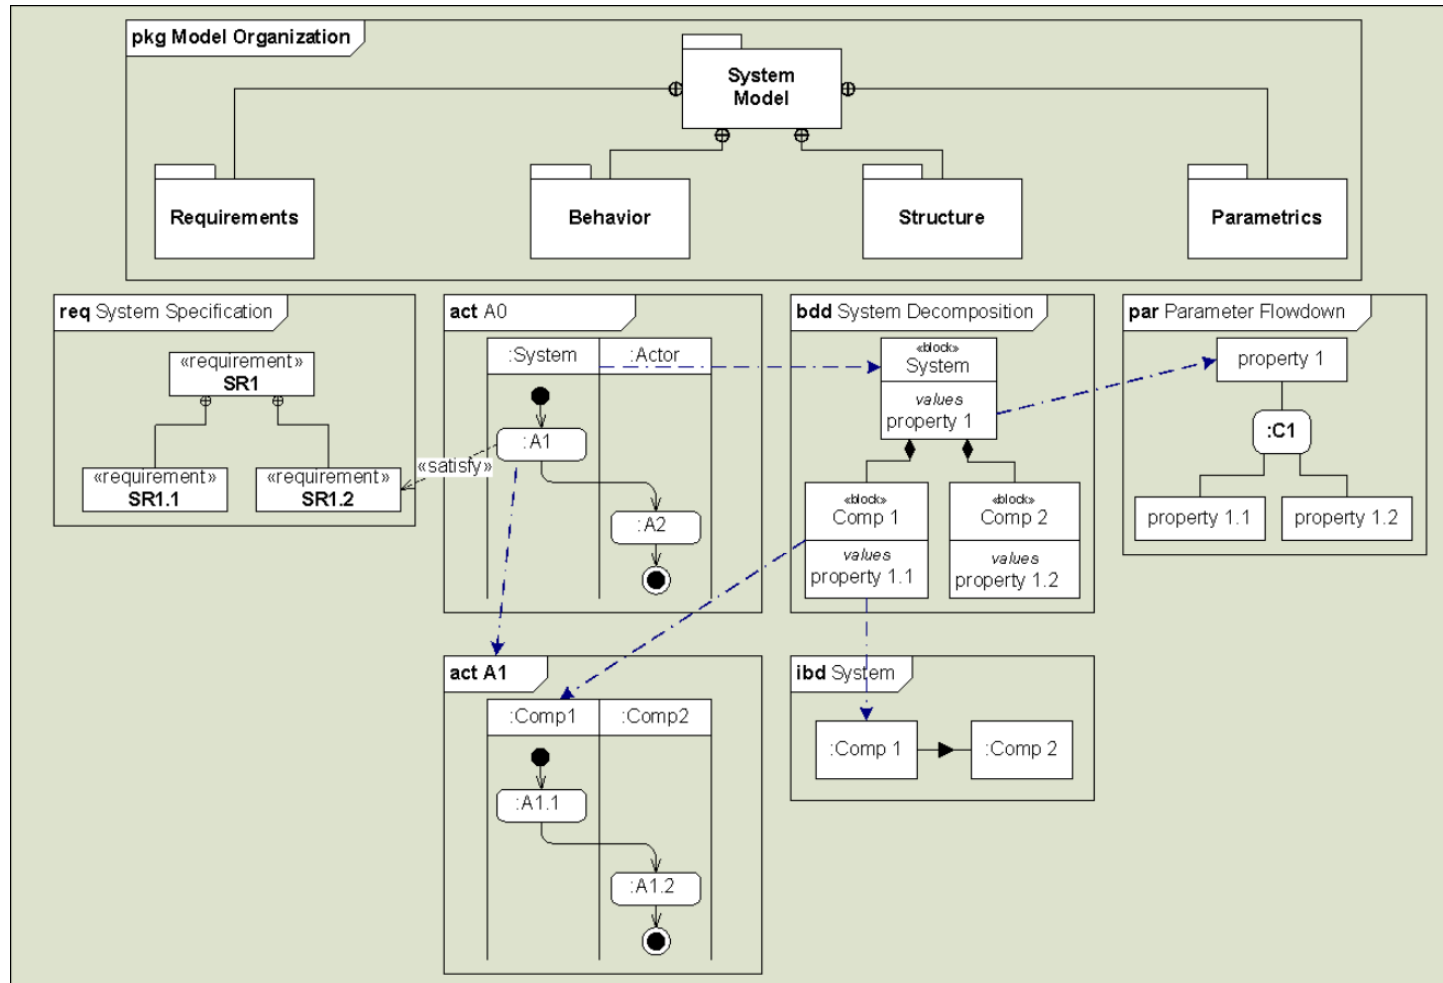 pkg Model Organization
System
Model
Requirements
Behavior
Structure
Parametrics
req System Specification
«requirement»
SR1
«requirement»
SR1.1
«requirement»
SR1.2
«satisfy»
act A0
:System
:Actor
:A1
:A2
bdd System Decomposition
«block»
System
values
property 1
«block»
Comp 1
values
property 1.1
«block»
Comp 2
values
property 1.2
par Parameter Flowdown
property 1
:C1
property 1.1
property 1.2
act A1
:Comp1
:Comp2
:A1.1
:A1.2
ibd System
:Comp 1
:Comp 2